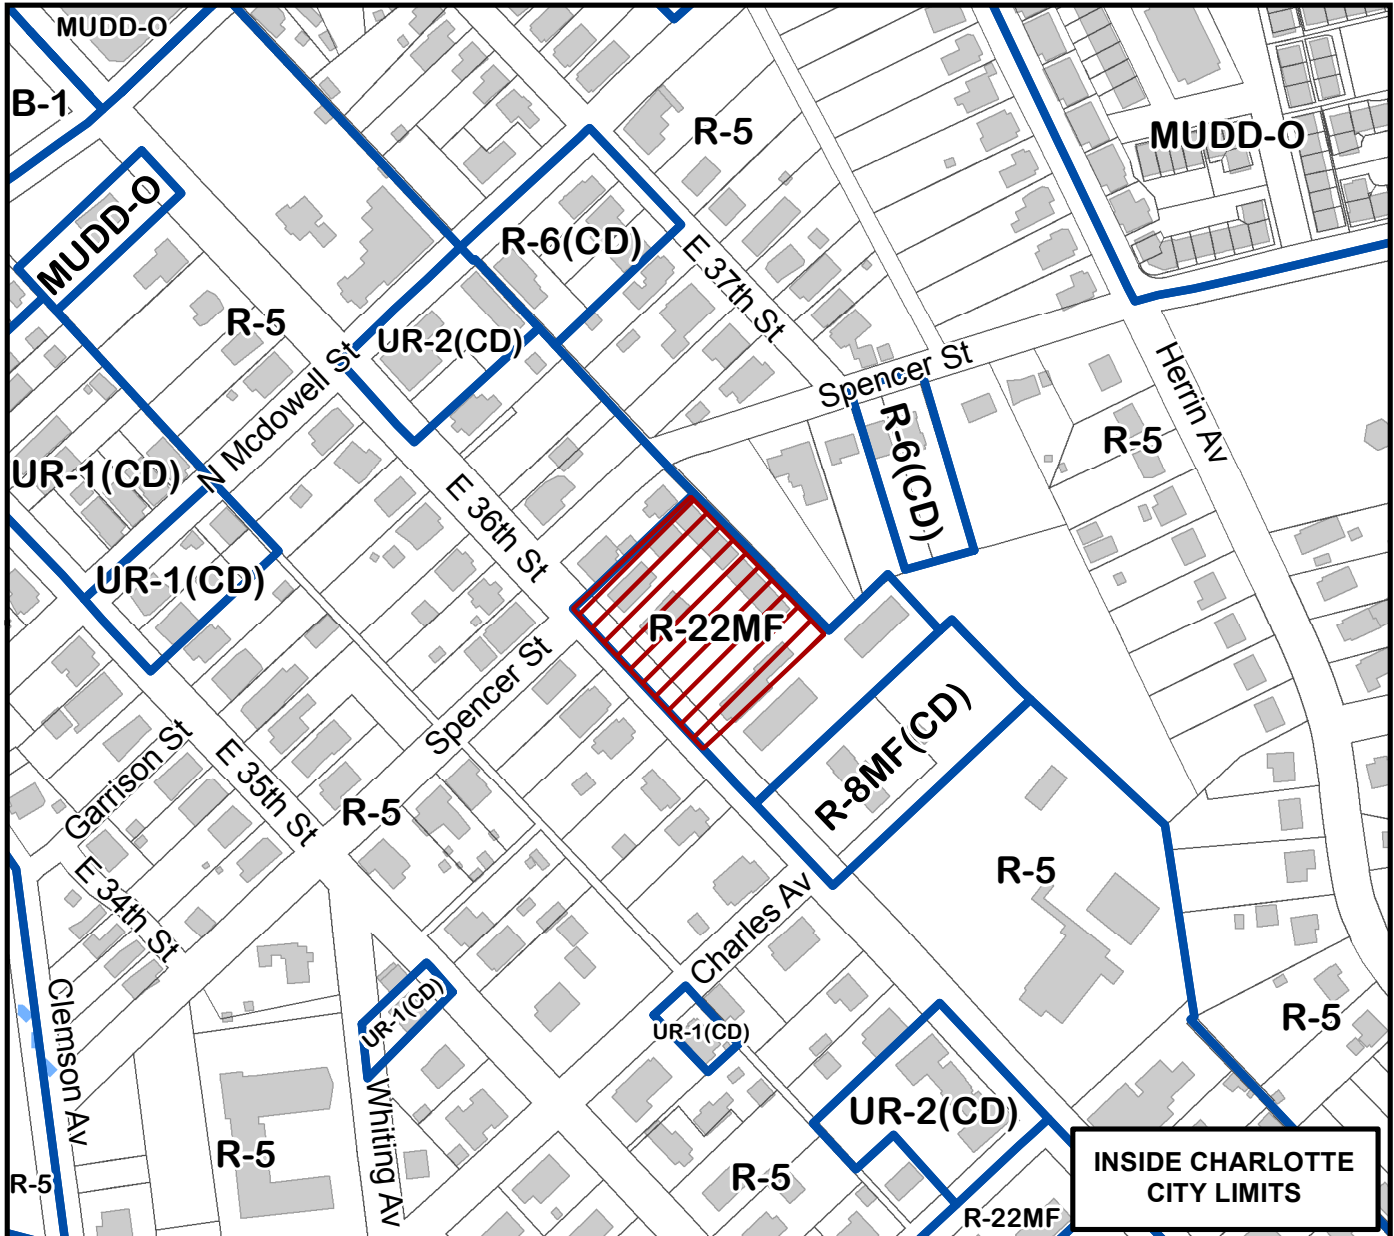 MUDD-O
B-1
R-5
MUDD-O
MUDD-O
R-6(CD)
E 37th St
R-5
UR-2(CD)
Spencer St
Herrin Av
N Mcdowell St
R-6(CD)
R-5
UR-1(CD)
E 36th St
UR-1(CD)
R-22MF
Spencer St
R-8MF(CD)
Garrison St
E 35th St
R-5
R-5
E 34th St
Charles Av
Clemson Av
UR-1(CD)
UR-1(CD)
R-5
Whiting Av
UR-2(CD)
R-5
R-5
R-5
R-22MF
INSIDE CHARLOTTE
CITY LIMITS